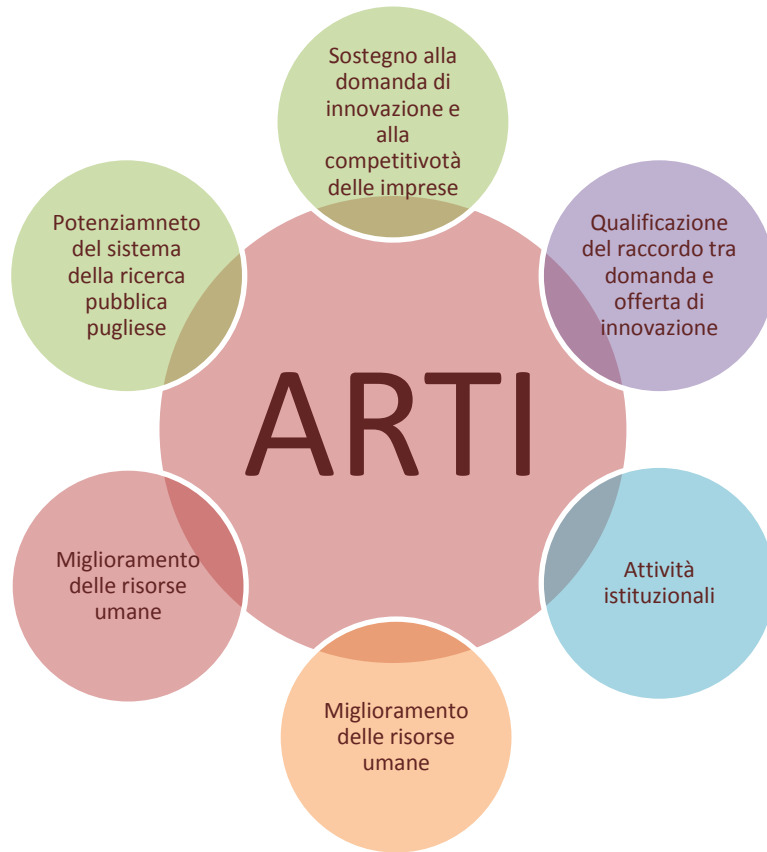 Sostegno alla
domanda di
innovazione e
alla
competitivotà
delle imprese
Qualificazione
del raccordo tra
domanda e
offerta di
innovazione
Attività
istituzionali
Miglioramento
delle risorse
umane
Miglioramento
delle risorse
umane
Potenziamneto
del sistema
della ricerca
pubblica
pugliese
ARTI